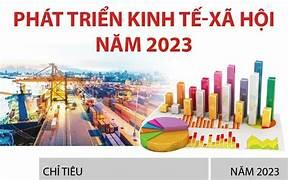 PHÁT TRIỂN KINH TẾ-XÃ HỘI
NĂM 2023
CHỈ TIÊU NĂM 2023